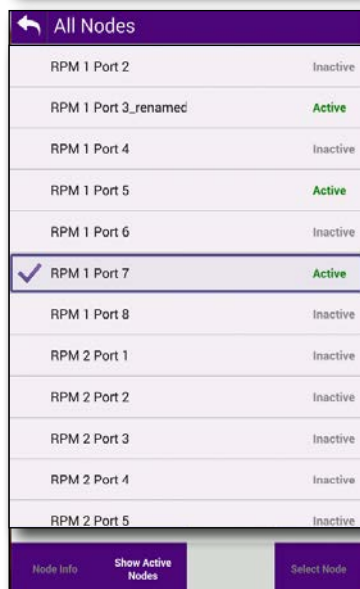 All Nodes
RPM 1 Port 2 Inactive
RPM 1 Port 3_renamed Active
RPM 1 Port 4 Inactive
RPM 1 Port 5 Active
RPM 1 Port 6 Inactive
RPM 1 Port 7 Active
RPM 1 Port 8 Inactive
RPM 2 Port 1 Inactive
RPM 2 Port 2 Inactive
RPM 2 Port 3 Inactive
RPM 2 Port 4 Inactive
RPM 2 Port 5 Inactive
Node Info
Show Active
Nodes
Select Node